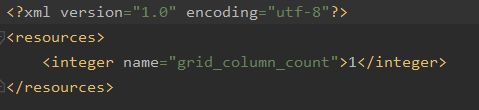 <?xml version="1.0" encoding="utf-8"?>
<resources>
    <integer name="grid_column_count">1</integer>
</resources>